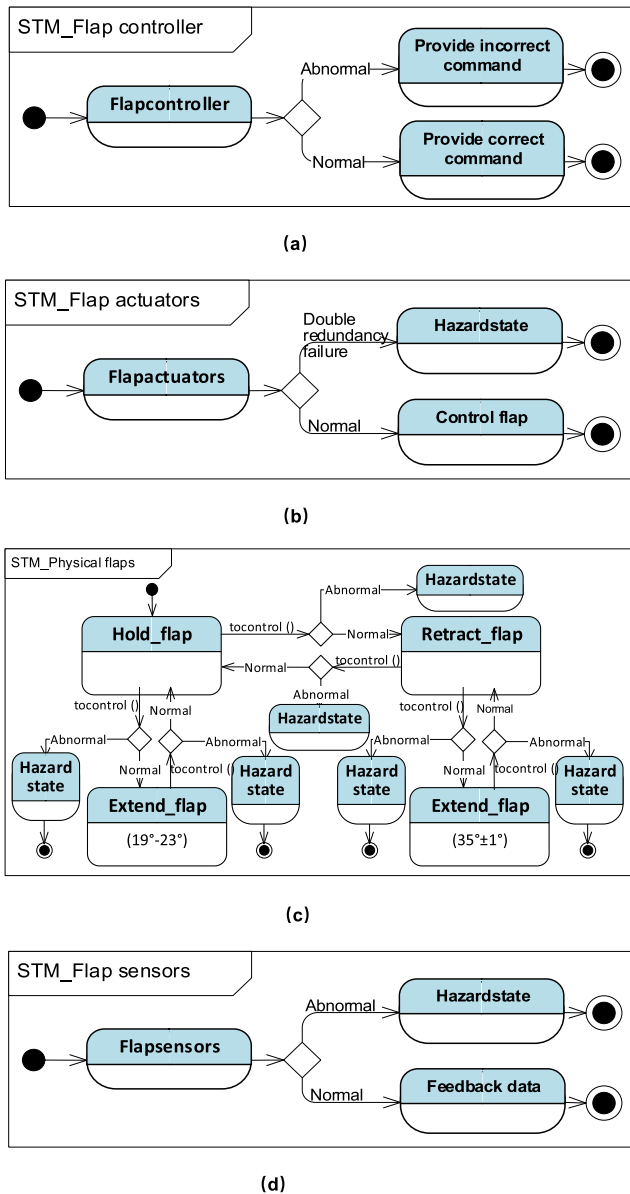 STM_Flap controller
Provide incorrect
command
Abnormal
Flapcontroller
Provide correct
command
Normal
(a)
STM_Flap actuators
Double
redundancy
failure
Hazardstate
Flapactuators
Control flap
Normal
(b)
STM_Physical flaps
Hazardstate
Abnormal
Hold_flap
tocontrol ()
Normal
Retract_flap
Normal
tocontrol ()
Abnormal
Hazardstate
tocontrol ()
Normal
tocontrol ()
Normal
Abnormal
Abnormal
Abnormal
Abnormal
Hazard
state
Normal
tocontrol ()
Hazard
state
Hazard
state
Normal
tocontrol ()
Hazard
state
Extend_flap
(19°-23°)
Extend_flap
(35°±1°)
(c)
STM_Flap sensors
Abnormal
Hazardstate
Flapsensors
Feedback data
Normal
(d)